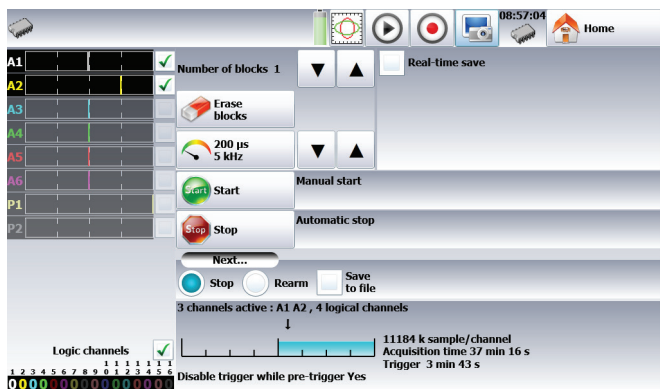 08:57:04
Home
A1
A2
A3
A4
A5
A6
P1
P2
Number of blocks 1
Real-time save
Erase
blocks
200 µs
5 kHz
Start Start
Manual start
Stop Stop
Automatic stop
Next...
Stop
Rearm
Save
to file
3 channels active : A1 A2 , 4 logical channels
11184 k sample/channel
Acquisition time 37 min 16 s
Trigger 3 min 43 s
Disable trigger while pre-trigger Yes
Logic channels
1 1 1 1 1 1 1
1 2 3 4 5 6 7 8 9 0 1 2 3 4 5 6
0 0 0 0 0 0 0 0 0 0 0 0 0 0 0 0